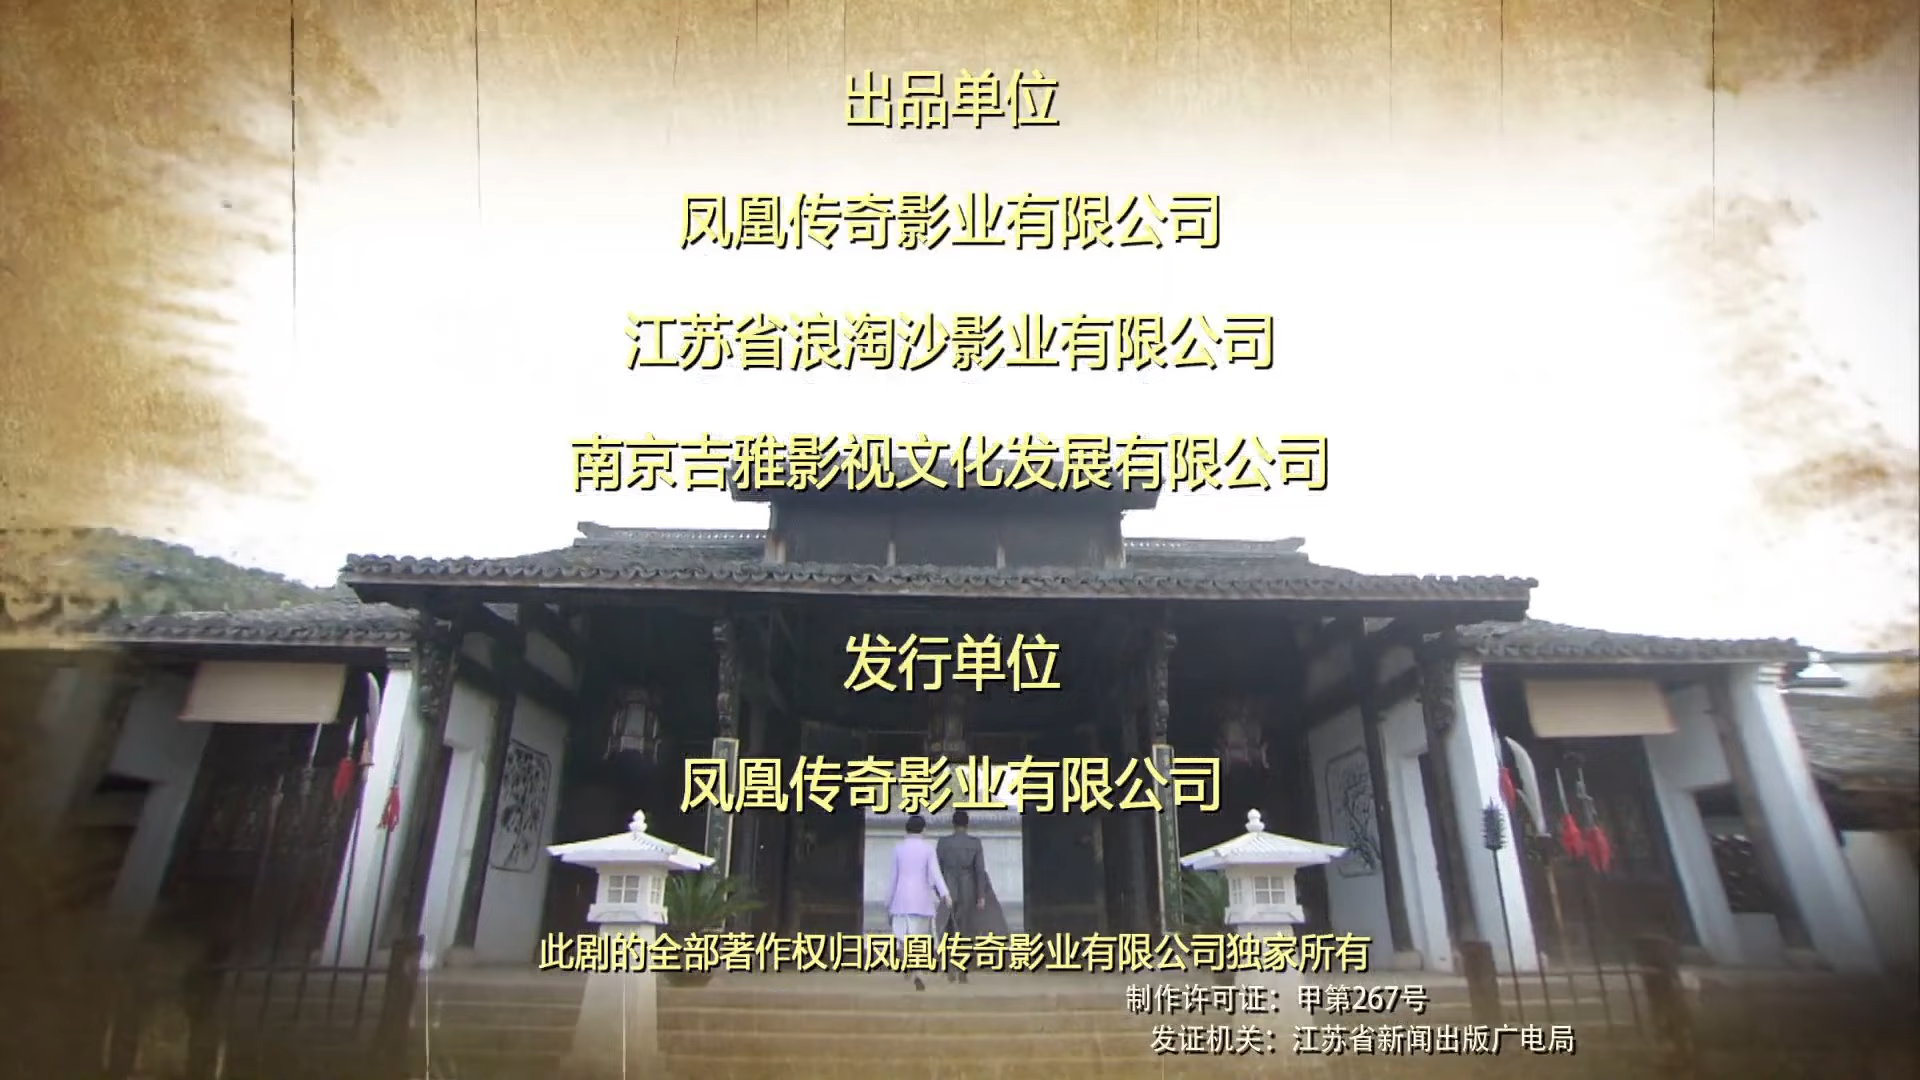 出品单位
凤凰传奇影业有限公司
江苏省浪淘沙影业有限公司
南京吉雅影视文化发展有限公司
发行单位
凤凰传奇影业有限公司
此剧的全部著作权归凤凰传奇影业有限公司独家所有
制作许可证：甲第267号
发证机关：江苏省新闻出版广电局